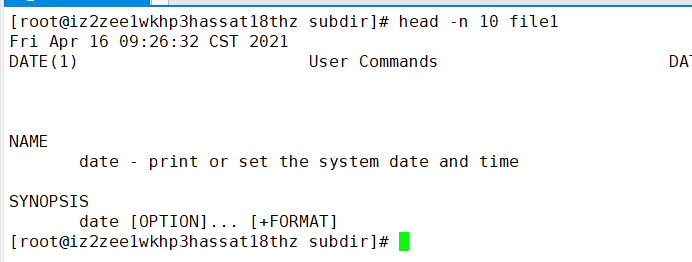 [root@iz2zee1wkhp3hassat18thz subdir]# head -n 10 file1
Fri Apr 16 09:26:32 CST 2021
DATE(1)                        User Commands                        DAT
NAME
       date - print or set the system date and time
SYNOPSIS
       date [OPTION]... [+FORMAT]
[root@iz2zee1wkhp3hassat18thz subdir]#